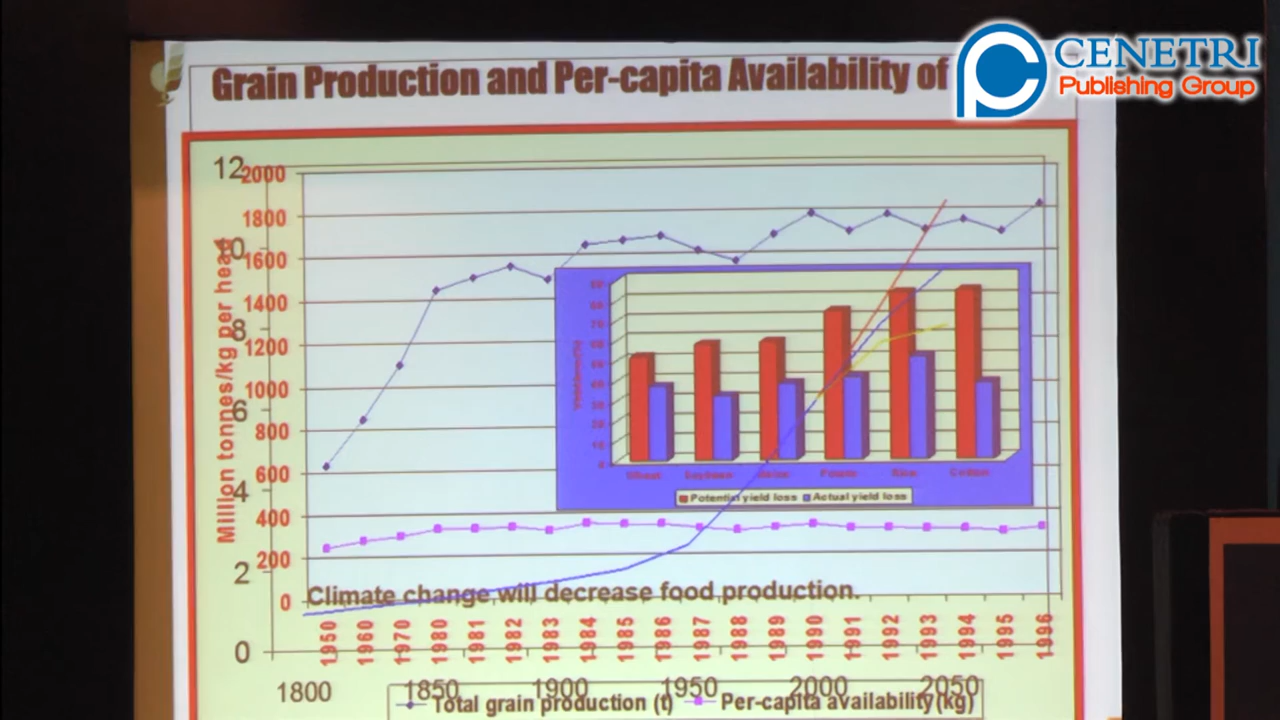 CENETRI
Publishing Group
Grain Production and Per-capita Availability of
12
10
8
6
4
2
0
2000
1800
1600
1400
1200
1000
800
600
400
200
0
Million tonnes/kg per head
Wheat Soybean Maize Potato Rice Cotton
Potential yield loss Actual yield loss
Climate change will decrease food production.
1950 1960 1970 1980 1981 1982 1983 1984 1985 1986 1987 1988 1989 1990 1991 1992 1993 1994 1995 1996
1800 1850 1900 1950 2000 2050
Total grain production (t) Per-capita availability(kg)